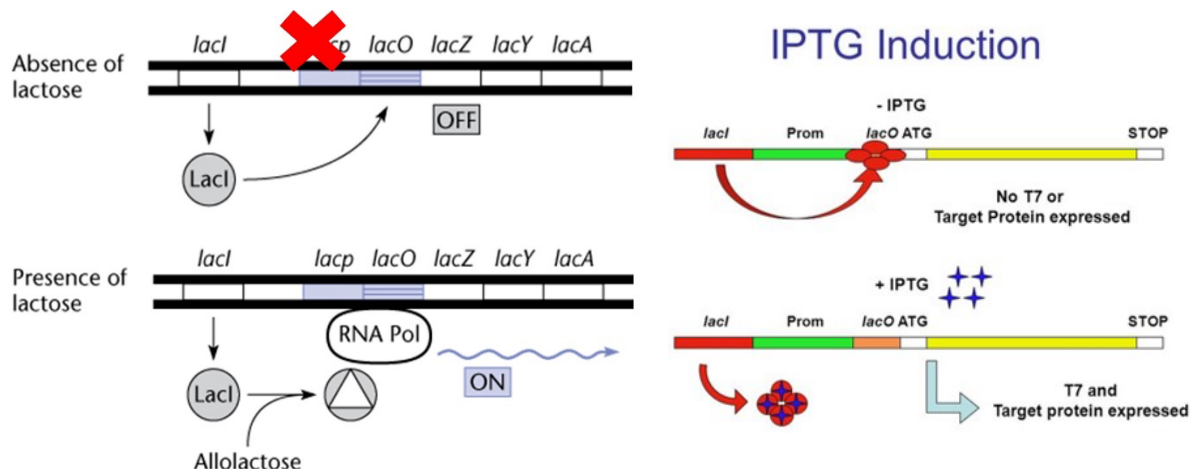 lacI lacO lacZ lacY lacA
Absence of
lactose
OFF
LacI
lacI lacp lacO lacZ lacY lacA
Presence of
lactose
RNA Pol
ON
LacI
Allolactose
IPTG Induction
- IPTG
lacI Prom lacO ATG STOP
No T7 or
Target Protein expressed
+ IPTG
lacI Prom lacO ATG STOP
T7 and
Target protein expressed